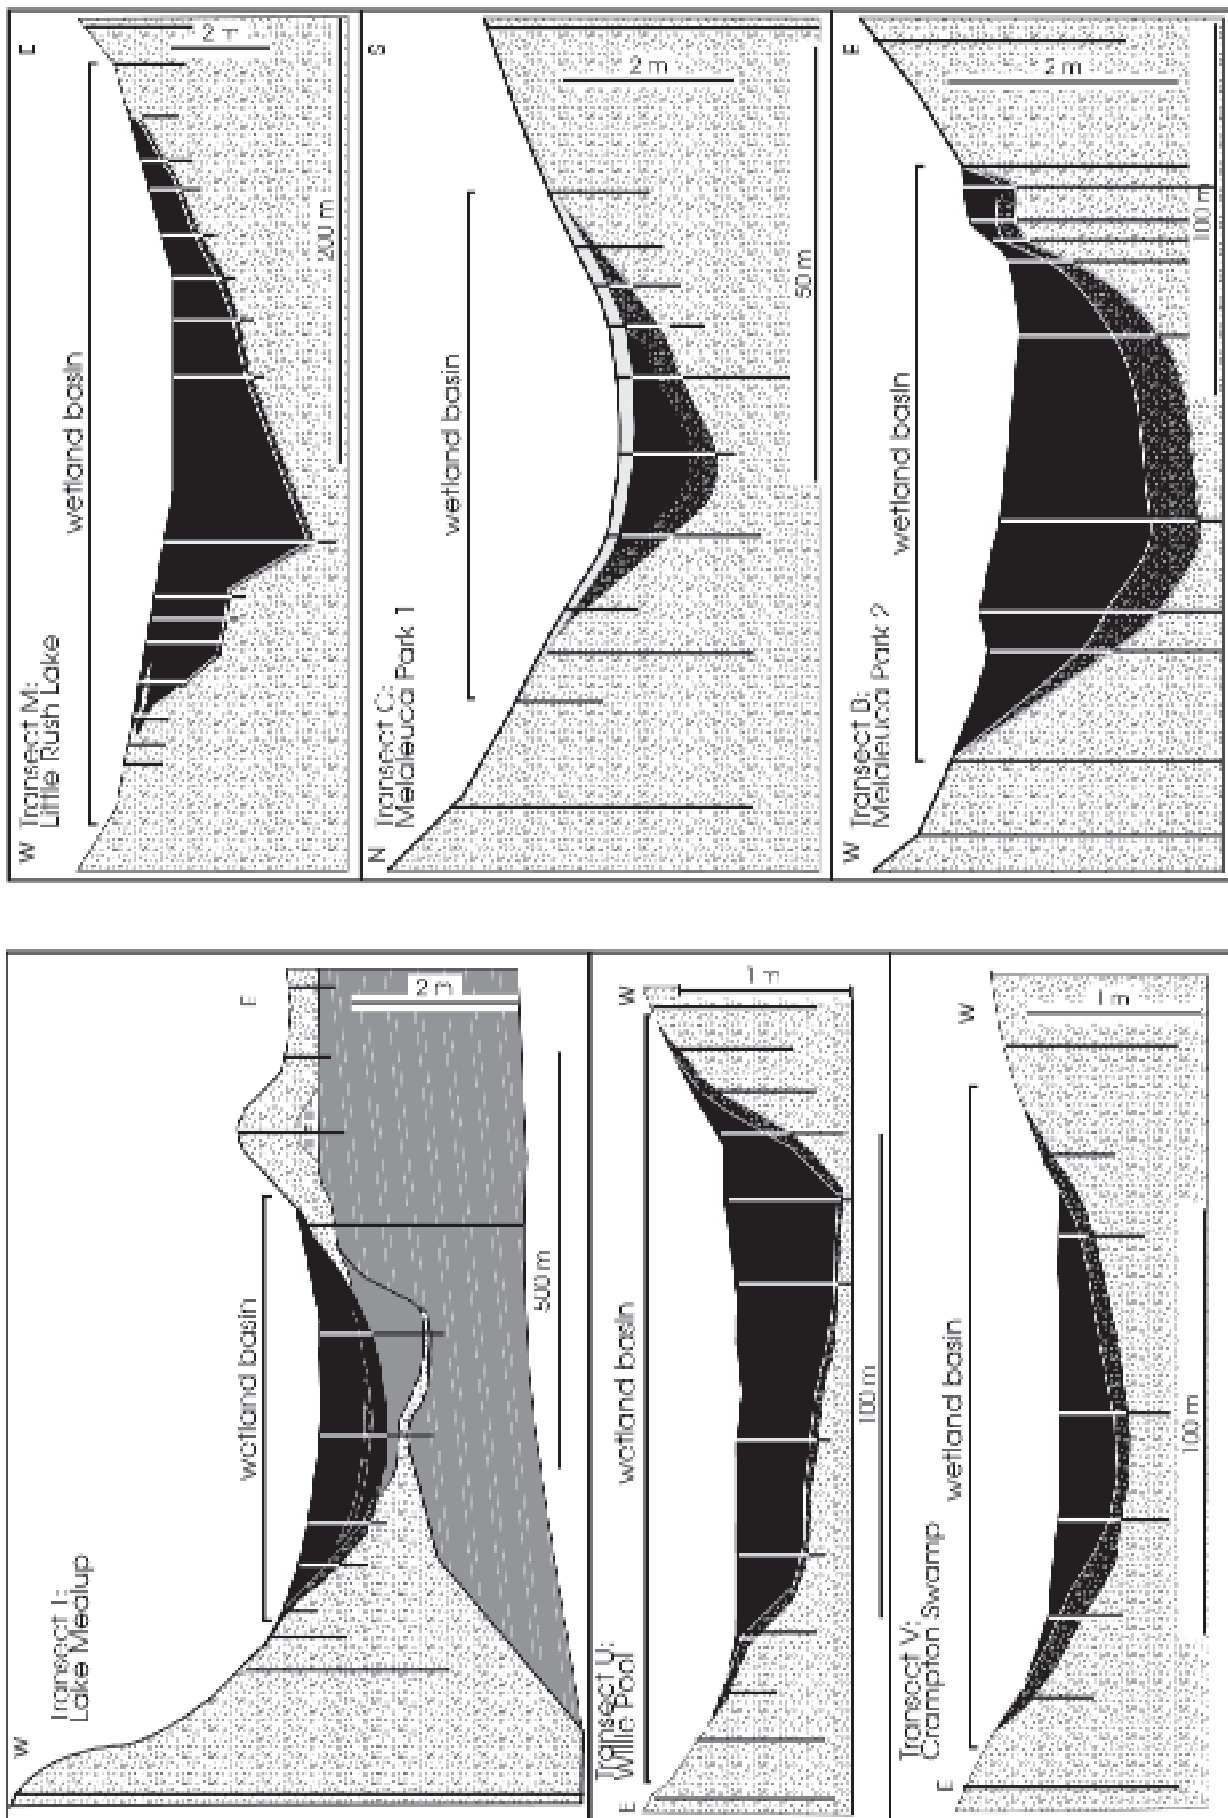 W
Transect I:
Lake Mealup
wetland basin
E
2 m
500 m
E
Transect U:
Willie Pool
wetland basin
W
1 m
100 m
E
Transect V:
Crampton Swamp
wetland basin
W
1 m
100 m
W
Transect M:
Little Rush Lake
wetland basin
E
2 m
200 m
N
Transect C:
Melaleuca Park 1
wetland basin
S
2 m
50 m
W
Transect B:
Melaleuca Park 2
wetland basin
E
2 m
100 m